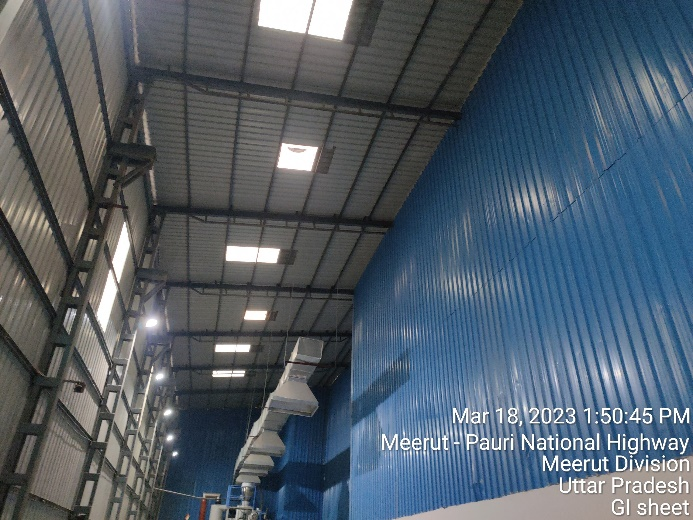 Mar 18, 2023 1:50:45 PM
Meerut - Pauri National Highway
Meerut Division
Uttar Pradesh
GI sheet